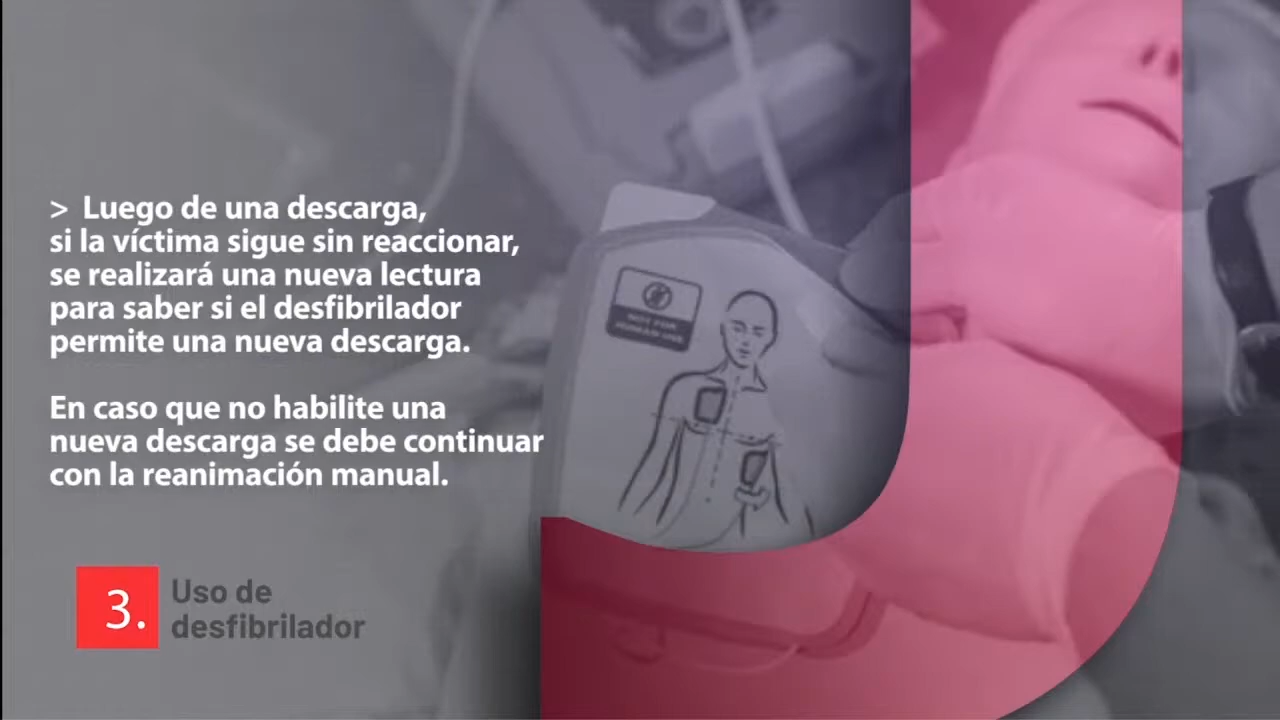 > Luego de una descarga,
si la víctima sigue sin reaccionar,
se realizará una nueva lectura
para saber si el desfibrilador
permite una nueva descarga.
En caso que no habilite una
nueva descarga se debe continuar
con la reanimación manual.
3. Uso de
desfibrilador